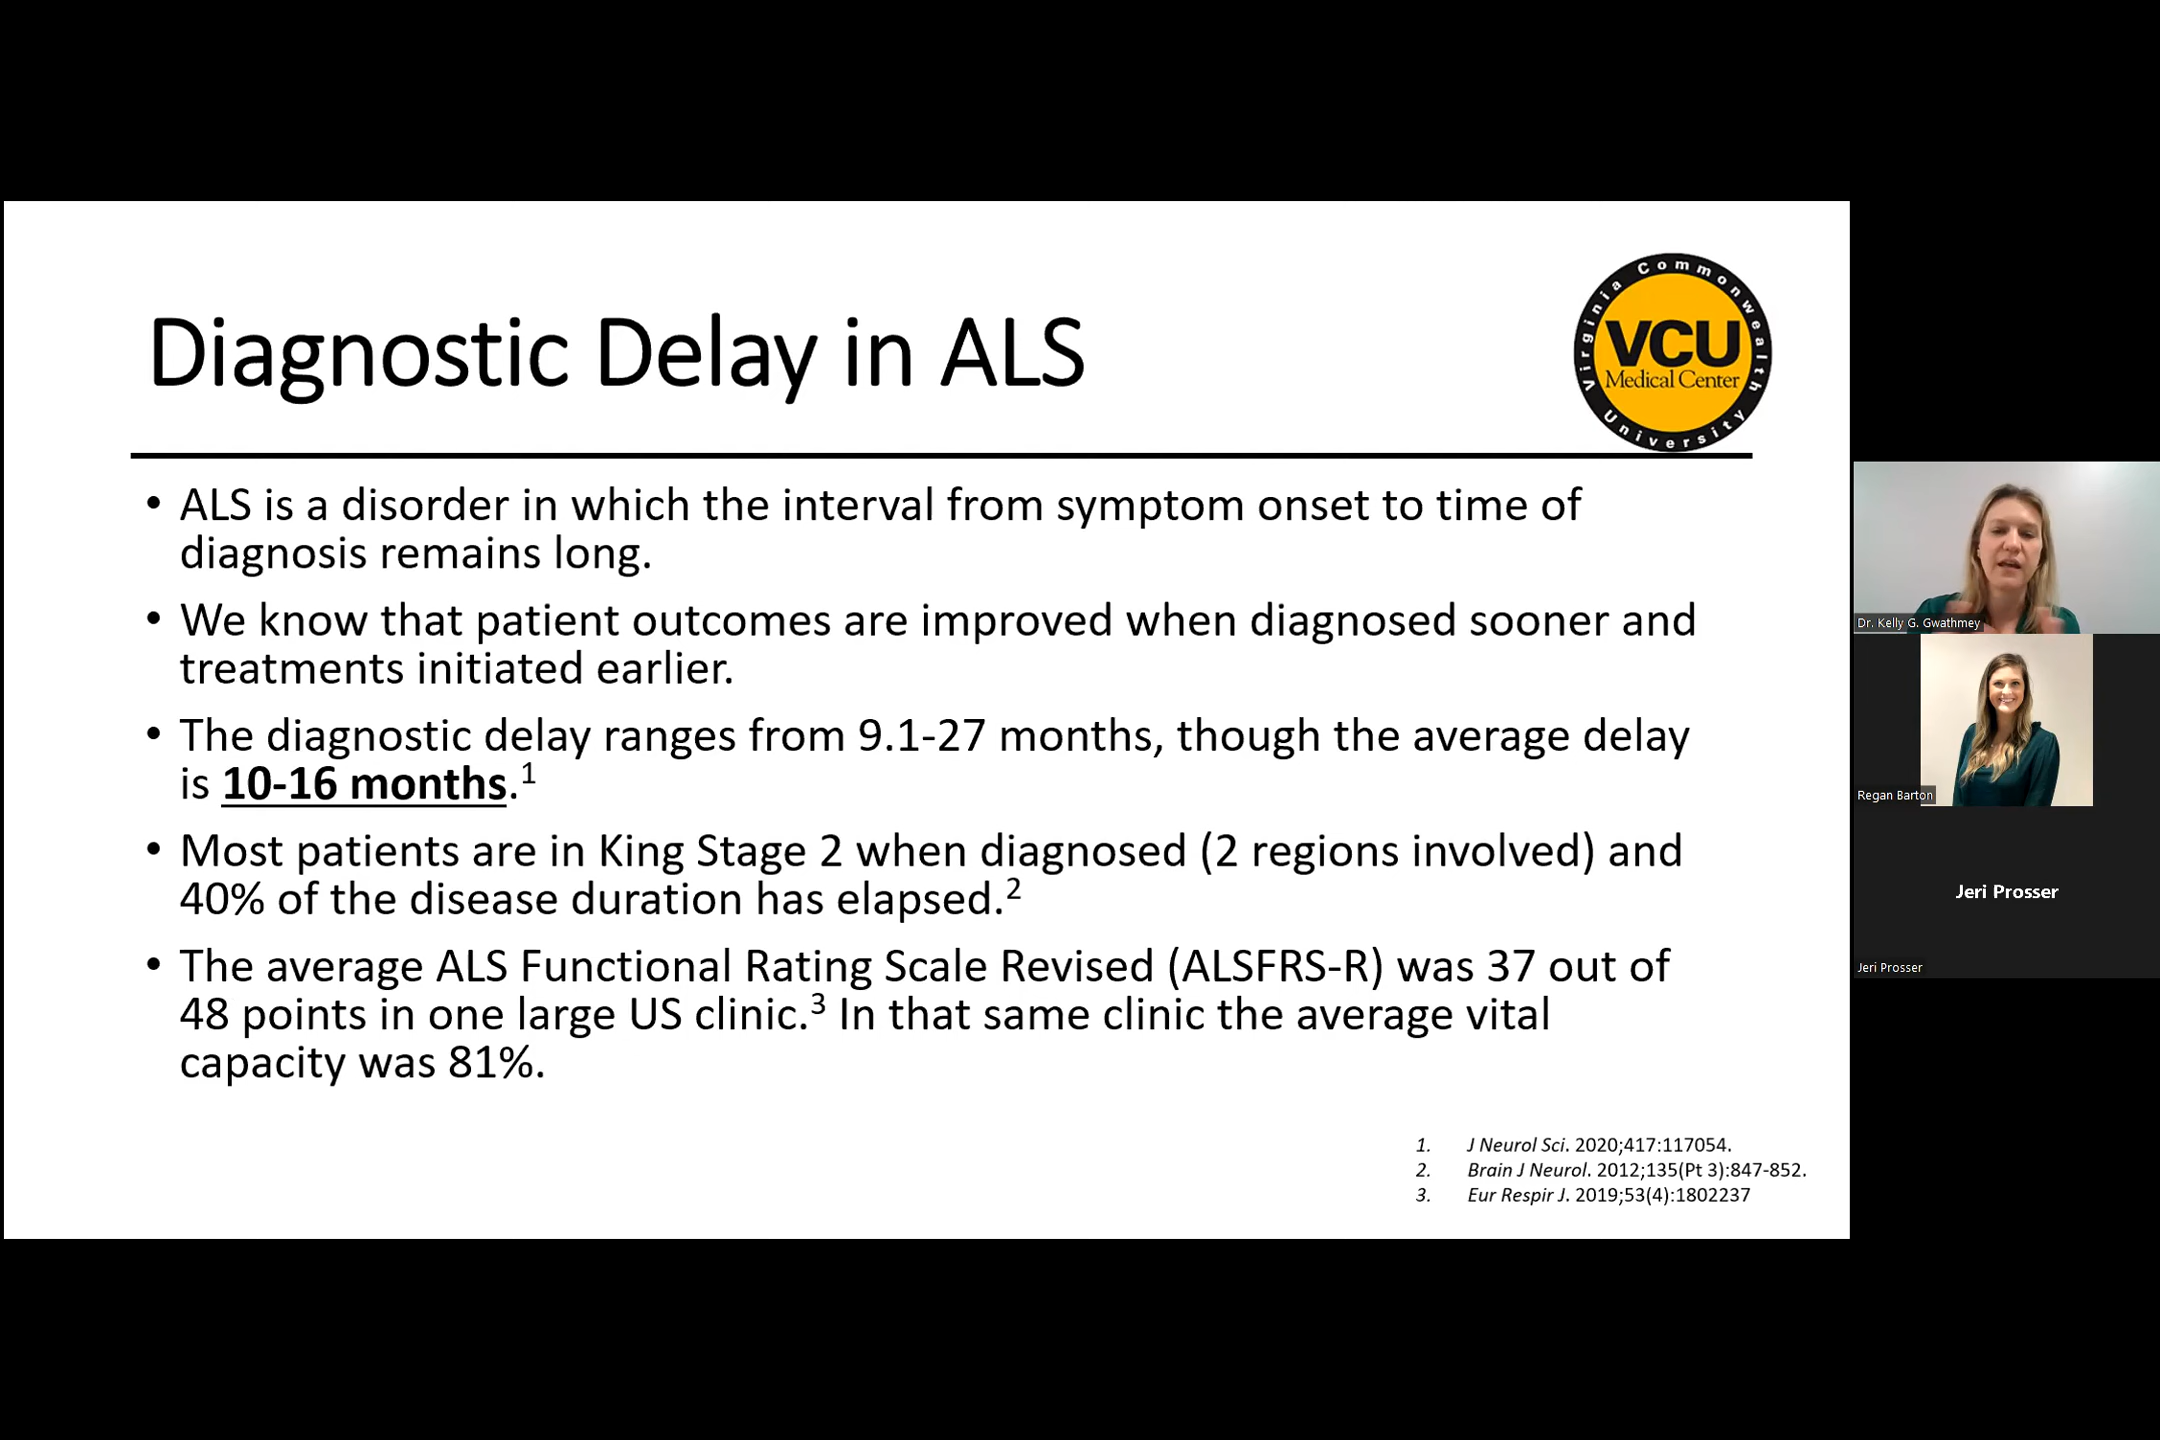 Diagnostic Delay in ALS
Virginia Commonwealth University
VCU
Medical Center
• ALS is a disorder in which the interval from symptom onset to time of
diagnosis remains long.
• We know that patient outcomes are improved when diagnosed sooner and
treatments initiated earlier.
• The diagnostic delay ranges from 9.1-27 months, though the average delay
is 10-16 months.1
• Most patients are in King Stage 2 when diagnosed (2 regions involved) and
40% of the disease duration has elapsed.2
• The average ALS Functional Rating Scale Revised (ALSFRS-R) was 37 out of
48 points in one large US clinic.3 In that same clinic the average vital
capacity was 81%.
1. J Neurol Sci. 2020;417:117054.
2. Brain J Neurol. 2012;135(Pt 3):847-852.
3. Eur Respir J. 2019;53(4):1802237
Dr. Kelly G. Gwathmey
Regan Barton
Jeri Prosser
Jeri Prosser